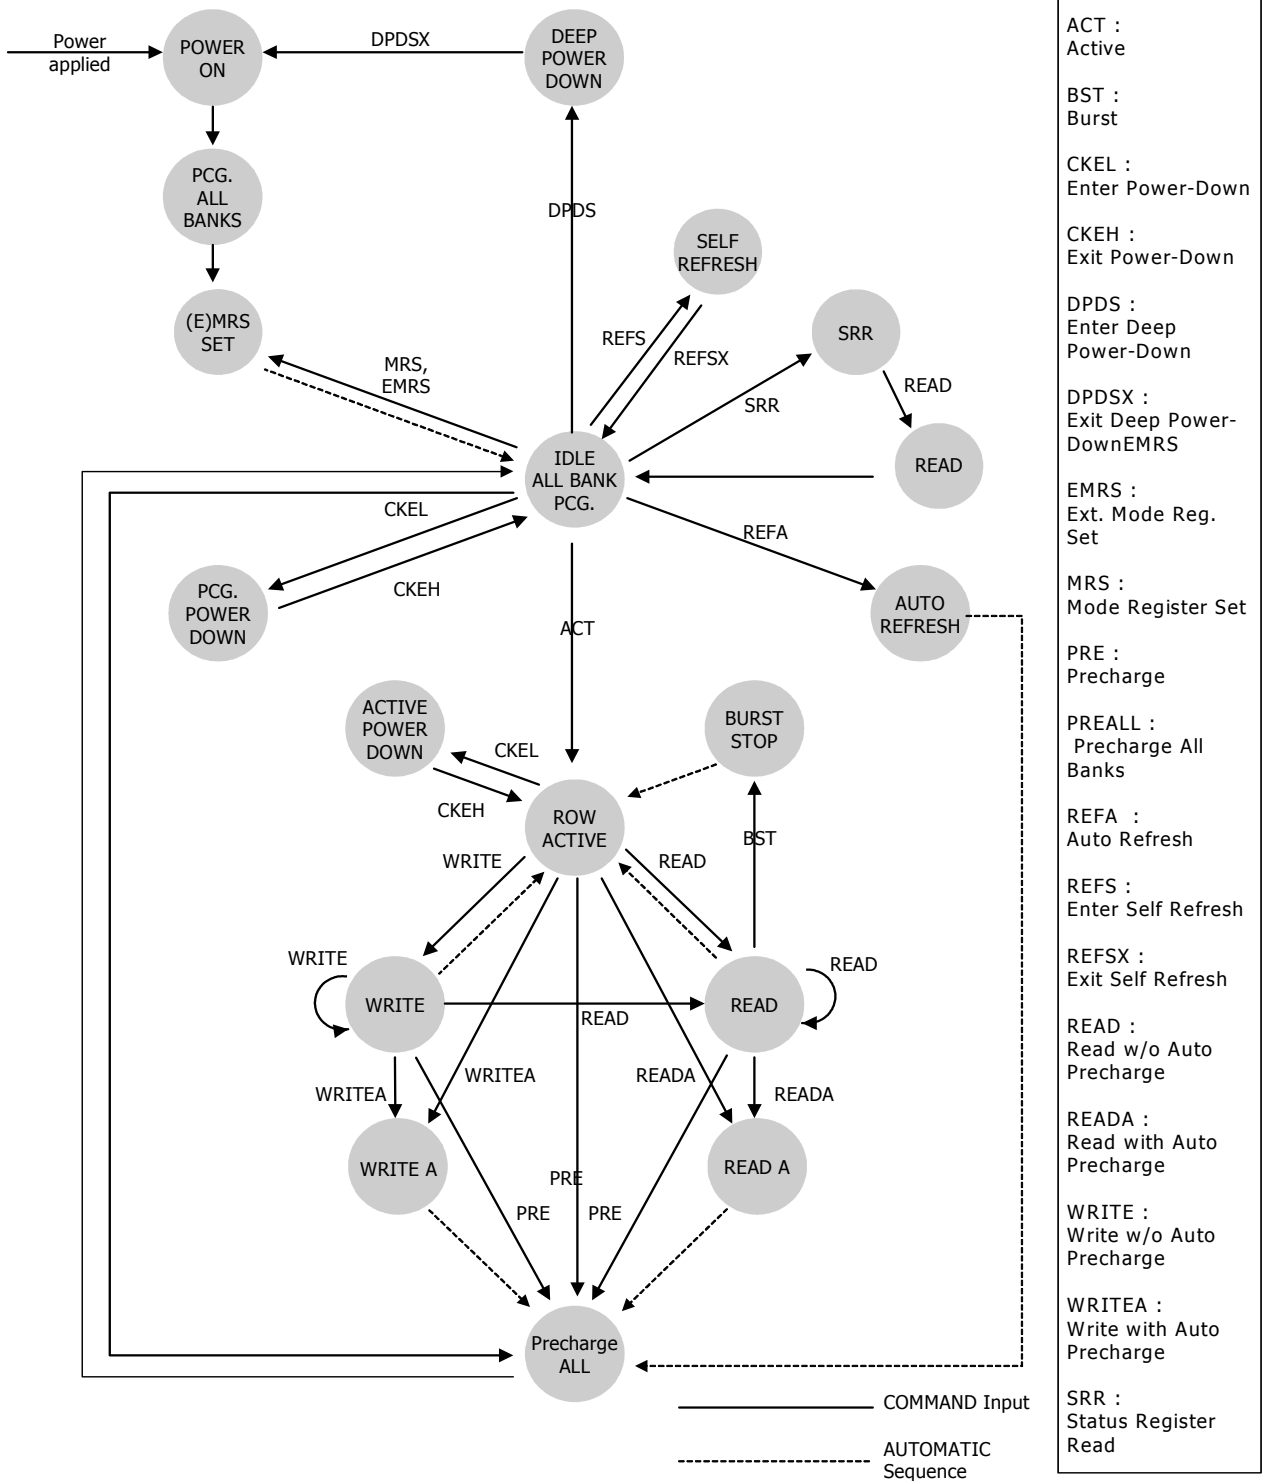 Power
applied
POWER
ON
DPDSX
DEEP
POWER
DOWN
PCG.
ALL
BANKS
DPDS
SELF
REFRESH
(E)MRS
SET
MRS,
EMRS
REFS
REFSX
SRR
READ
SRR
READ
IDLE
ALL BANK
PCG.
CKEL
CKEH
REFA
PCG.
POWER
DOWN
AUTO
REFRESH
ACT
ACTIVE
POWER
DOWN
CKEL
CKEH
BURST
STOP
ROW
ACTIVE
BST
WRITE
READ
WRITE
READ
WRITE
READ
READ
WRITEA
WRITEA
READA
READA
WRITE A
READ A
PRE
PRE
PRE
Precharge
ALL
COMMAND Input
AUTOMATIC
Sequence
ACT :
Active
BST :
Burst
CKEL :
Enter Power-Down
CKEH :
Exit Power-Down
DPDS :
Enter Deep
Power-Down
DPDSX :
Exit Deep Power-
DownEMRS
EMRS :
Ext. Mode Reg.
Set
MRS :
Mode Register Set
PRE :
Precharge
PREALL :
Precharge All
Banks
REFA :
Auto Refresh
REFS :
Enter Self Refresh
REFSX :
Exit Self Refresh
READ :
Read w/o Auto
Precharge
READA :
Read with Auto
Precharge
WRITE :
Write w/o Auto
Precharge
WRITEA :
Write with Auto
Precharge
SRR :
Status Register
Read